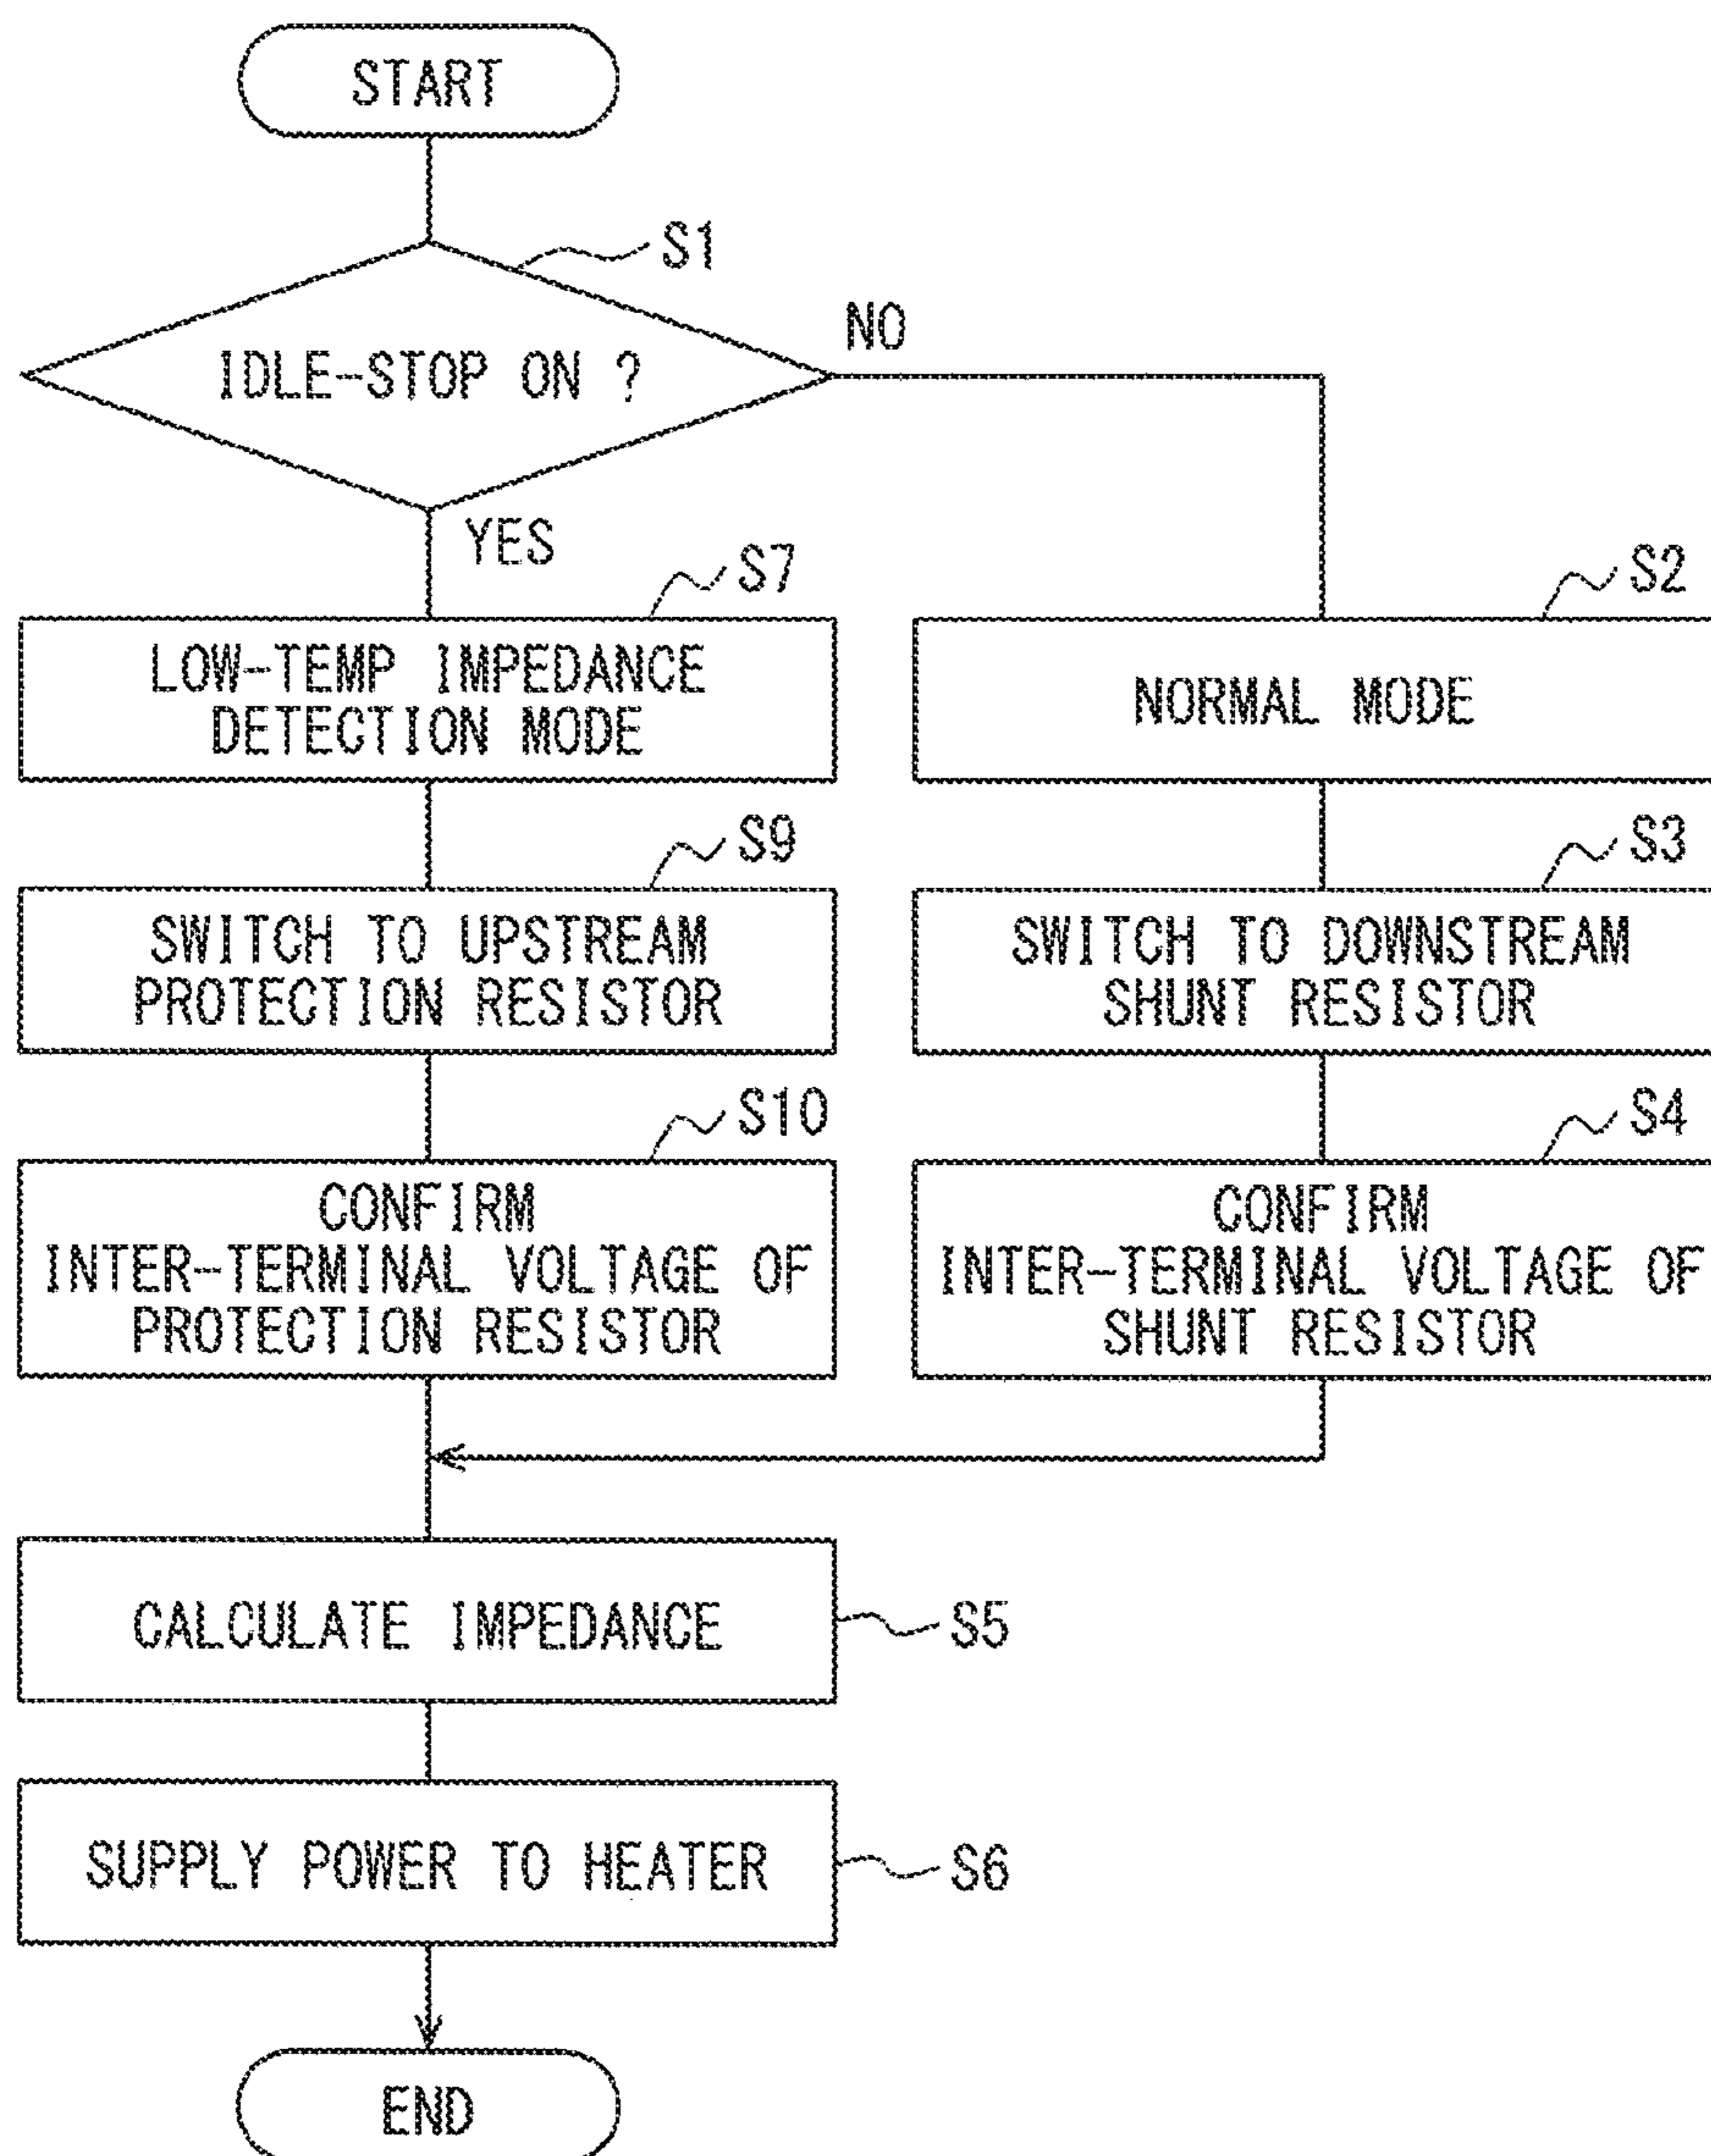 START
S1
IDLE-STOP ON ?
NO
YES
S7
LOW-TEMP IMPEDANCE
DETECTION MODE
S2
NORMAL MODE
S9
SWITCH TO UPSTREAM
PROTECTION RESISTOR
S3
SWITCH TO DOWNSTREAM
SHUNT RESISTOR
S10
CONFIRM
INTER-TERMINAL VOLTAGE OF
PROTECTION RESISTOR
S4
CONFIRM
INTER-TERMINAL VOLTAGE OF
SHUNT RESISTOR
CALCULATE IMPEDANCE
S5
SUPPLY POWER TO HEATER
S6
END